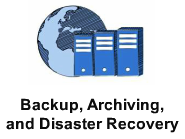 Backup, Archiving,
and Disaster Recovery